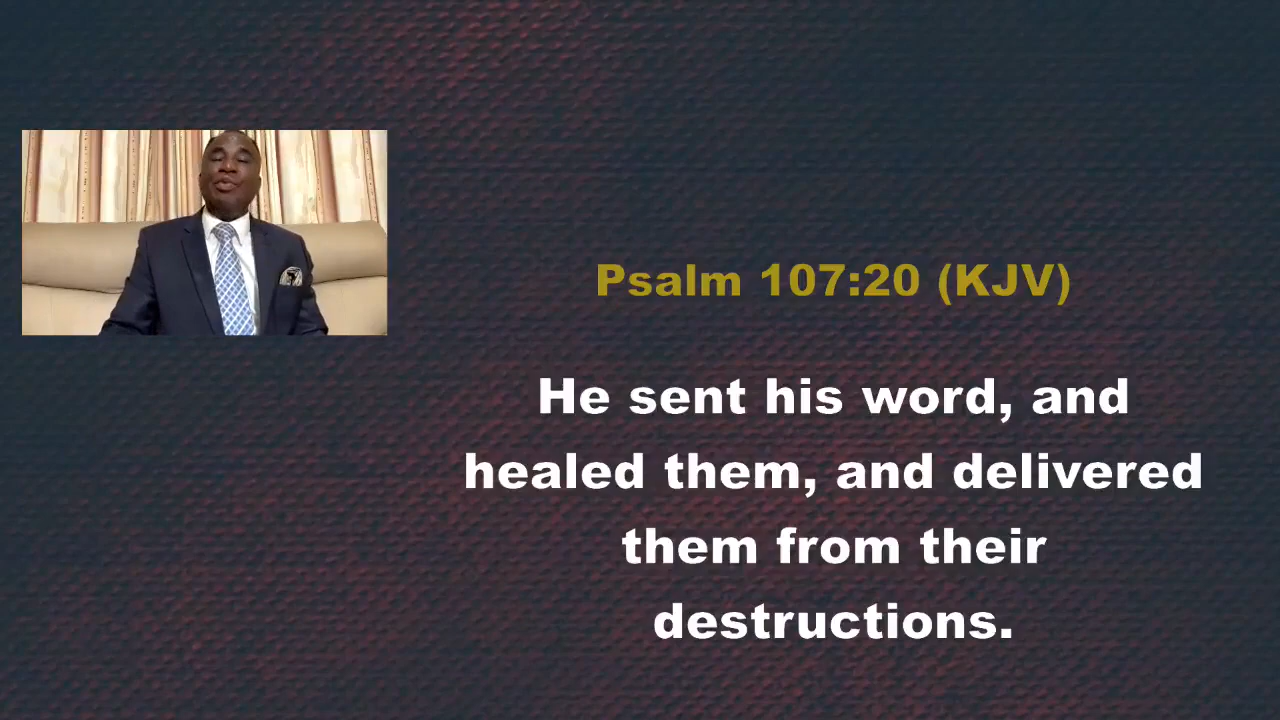 Psalm 107:20 (KJV)
He sent his word, and
healed them, and delivered
them from their
destructions.